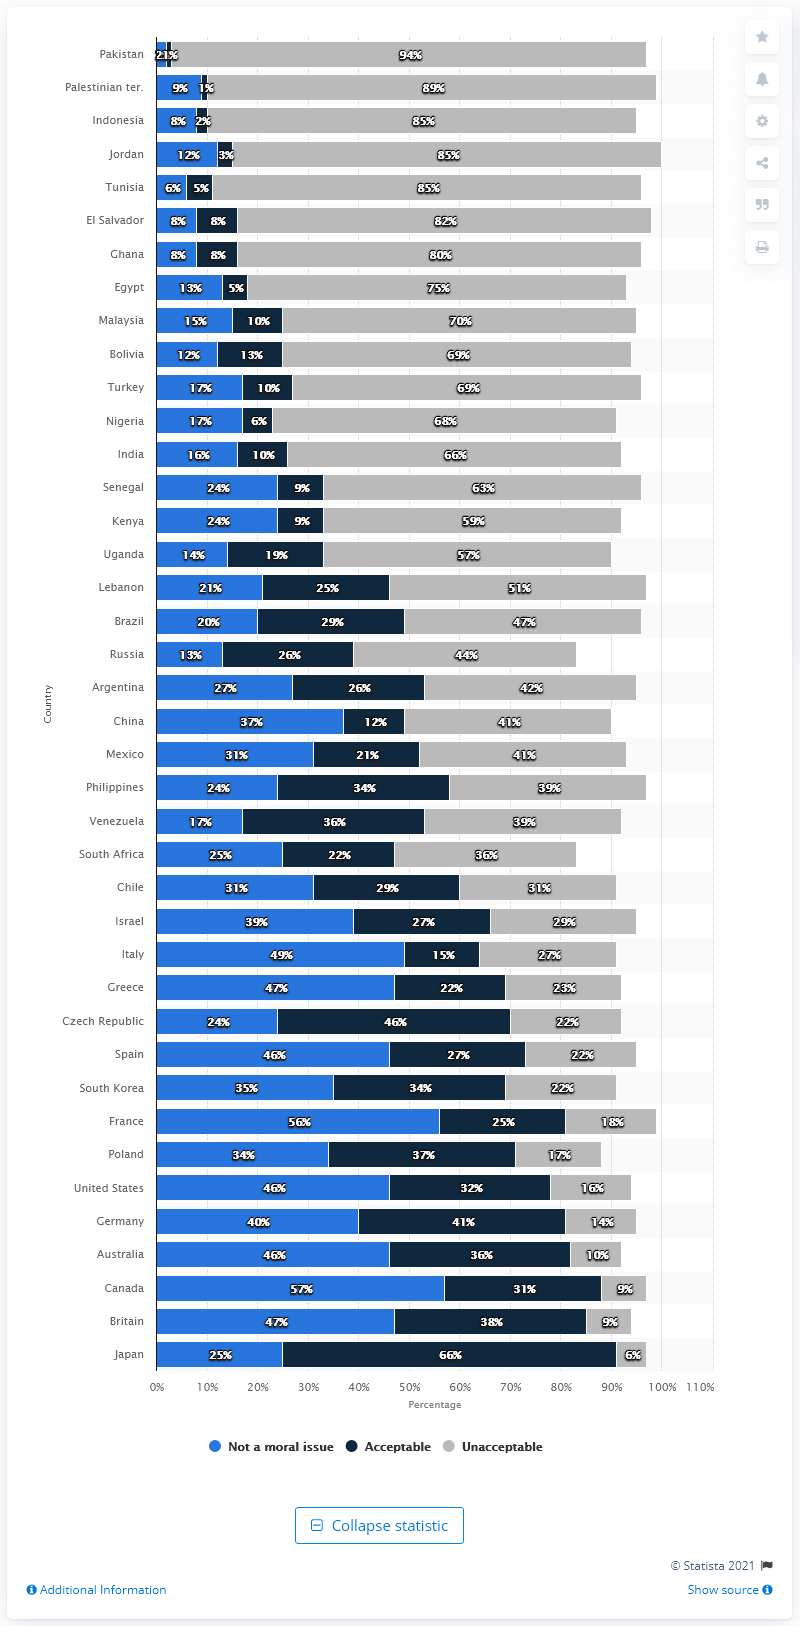 Pakistan 2% 1% 94%
Palestinian ter. 9% 1% 89%
Indonesia 8% 2% 85%
Jordan 12% 3% 85%
Tunisia 6% 5% 85%
El Salvador 8% 8% 82%
Ghana 8% 8% 80%
Egypt 13% 5% 75%
Malaysia 15% 10% 70%
Bolivia 12% 13% 69%
Turkey 17% 10% 69%
Nigeria 17% 6% 68%
India 16% 10% 66%
Senegal 24% 9% 63%
Kenya 24% 9% 59%
Uganda 14% 19% 57%
Lebanon 21% 25% 51%
Brazil 20% 29% 47%
Russia 13% 26% 44%
Argentina 27% 26% 42%
Country
China 37% 12% 41%
Mexico 31% 21% 41%
Philippines 24% 34% 39%
Venezuela 17% 36% 39%
South Africa 25% 22% 36%
Chile 31% 29% 31%
Israel 39% 27% 29%
Italy 49% 15% 27%
Greece 47% 22% 23%
Czech Republic 24% 46% 22%
Spain 46% 27% 22%
South Korea 35% 34% 22%
France 56% 25% 18%
Poland 34% 37% 17%
United States 46% 32% 16%
Germany 40% 41% 14%
Australia 46% 36% 10%
Canada 57% 31% 9%
Britain 47% 38% 9%
Japan 25% 66% 6%
0% 10% 20% 30% 40% 50% 60% 70% 80% 90% 100% 110%
Percentage
Not a moral issue Acceptable Unacceptable
Collapse statistic
© Statista 2021
Additional Information Show source